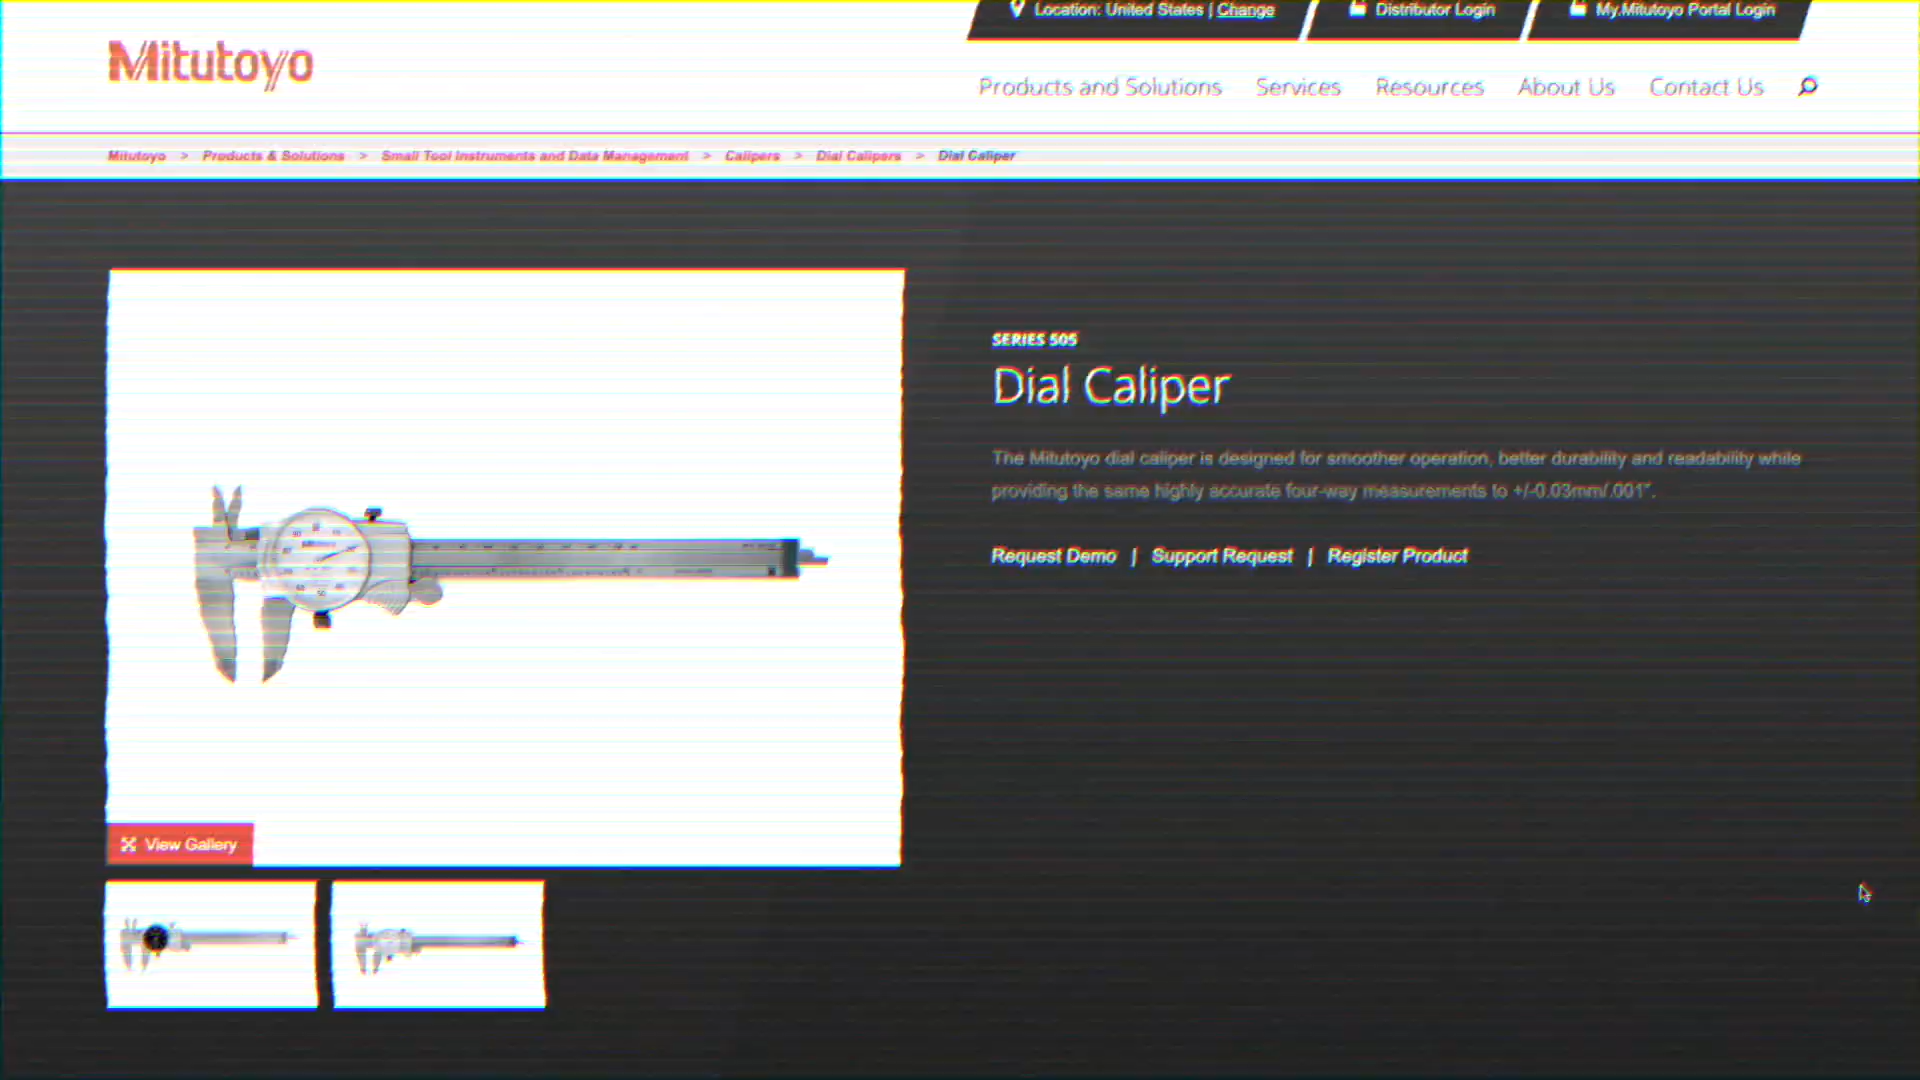 Location: United States | Change
Distributor Login
My.Mitutoyo Portal Login
Mitutoyo
Products and Solutions
Services
Resources
About Us
Contact Us
Mitutoyo > Products & Solutions > Small Tool Instruments and Data Management > Calipers > Dial Calipers > Dial Caliper
SERIES 505
Dial Caliper
The Mitutoyo dial caliper is designed for smoother operation, better durability and readability while
providing the same highly accurate four-way measurements to +/-0.03mm/.001".
Request Demo | Support Request | Register Product
View Gallery